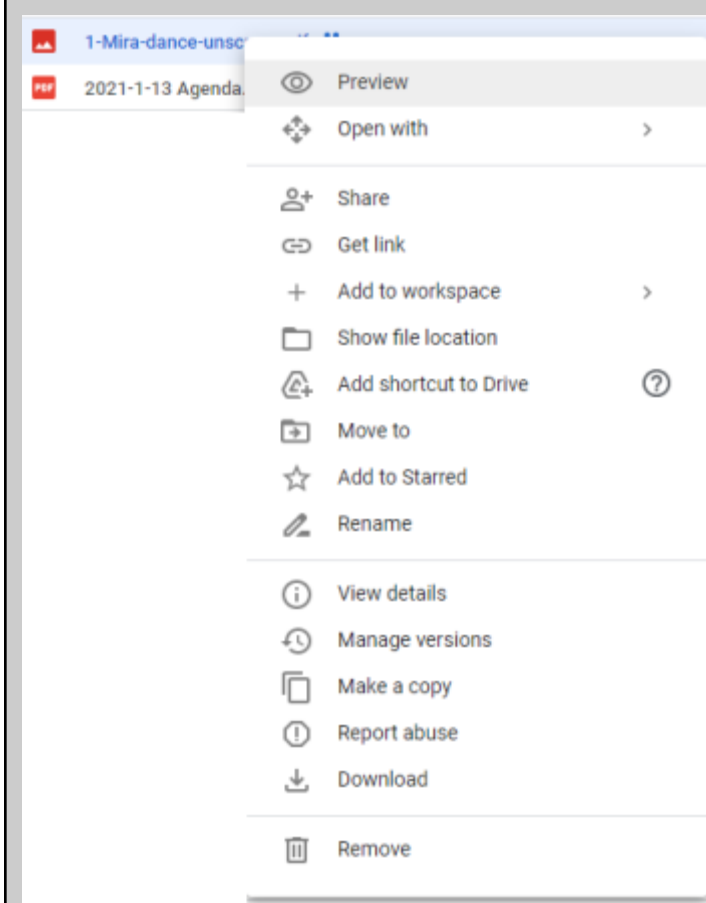 1-Mira-dance-unsc
2021-1-13 Agenda.
PDF
Preview
Open with
Share
Get link
Add to workspace
Show file location
Add shortcut to Drive
Move to
Add to Starred
Rename
View details
Manage versions
Make a copy
Report abuse
Download
Remove